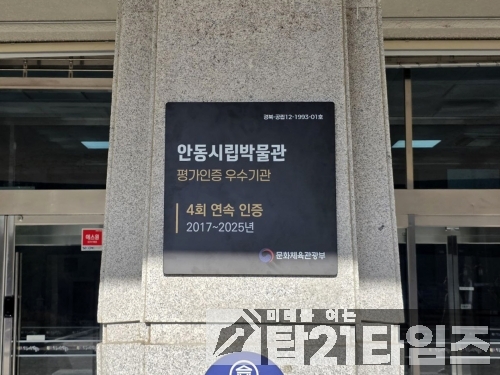 경북-공립12-1993-01호
안동시립박물관
평가인증 우수기관
4회 연속 인증
2017~2025년
문화체육관광부
미래를 여는
탑21타임즈